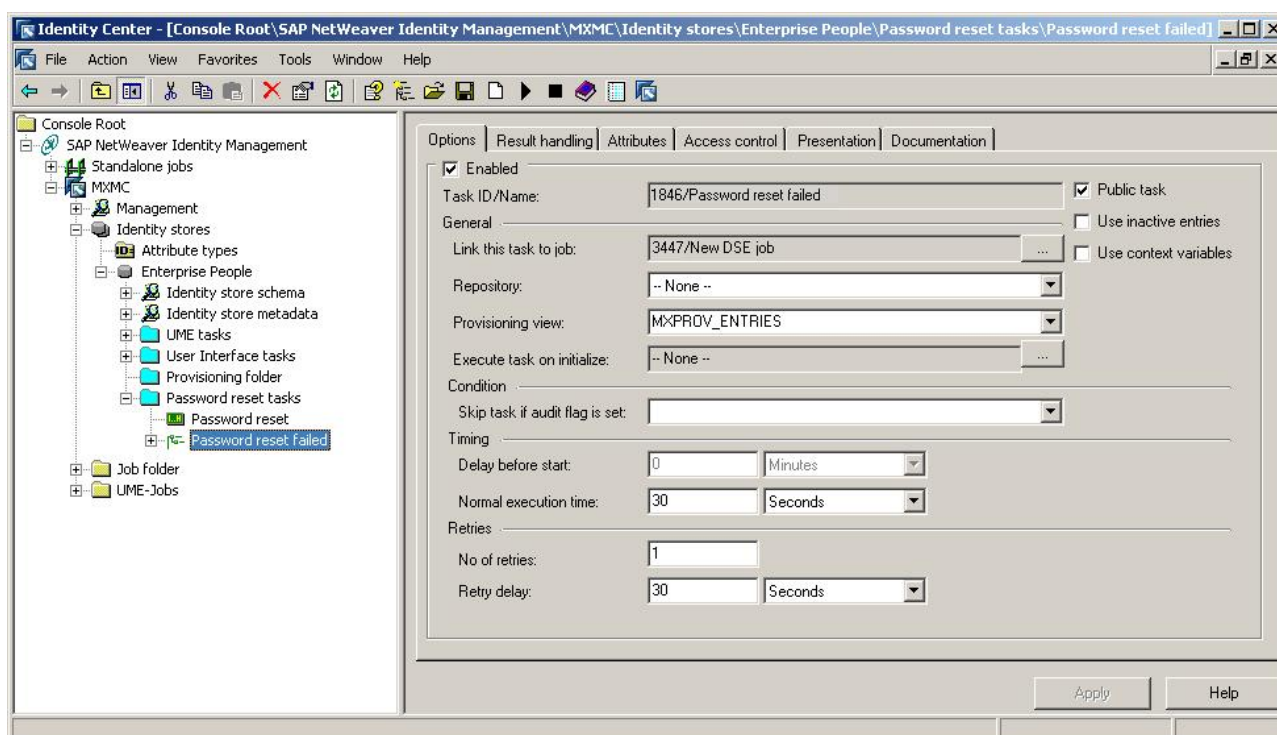 Identity Center - [Console Root\SAP NetWeaver Identity Management\MXMC\Identity stores\Enterprise People\Password reset tasks\Password reset failed]
File Action View Favorites Tools Window Help
Console Root
SAP NetWeaver Identity Management
Standalone jobs
MXMC
Management
Identity stores
Attribute types
Enterprise People
Identity store schema
Identity store metadata
UME tasks
User Interface tasks
Provisioning folder
Password reset tasks
Password reset
Password reset failed
Job folder
UME-Jobs
Options Result handling Attributes Access control Presentation Documentation
Enabled
Task ID/Name: 1846/Password reset failed Public task
General Use inactive entries
Link this task to job: 3447/New DSE job ... Use context variables
Repository: -- None --
Provisioning view: MXPROV_ENTRIES
Execute task on initialize: -- None -- ...
Condition
Skip task if audit flag is set:
Timing
Delay before start: 0 Minutes
Normal execution time: 30 Seconds
Retries
No of retries: 1
Retry delay: 30 Seconds
Apply Help